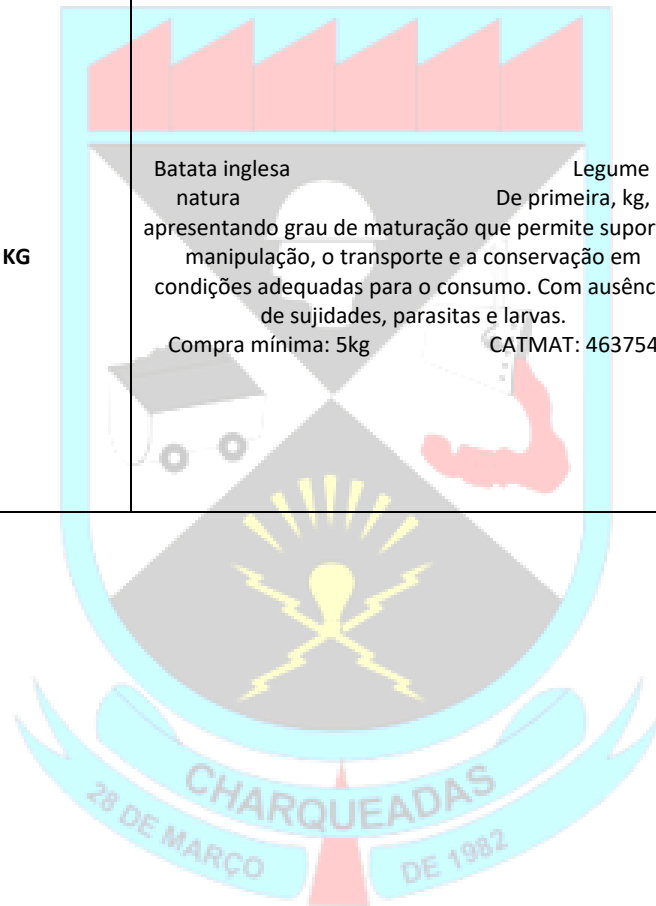 Batata inglesa Legume
natura De primeira, kg,
apresentando grau de maturação que permite supor
KG
manipulação, o transporte e a conservação em
condições adequadas para o consumo. Com ausênc
de sujidades, parasitas e larvas.
Compra mínima: 5kg CATMAT: 463754
CHARQUEADAS
28 DE MARÇO DE 1982